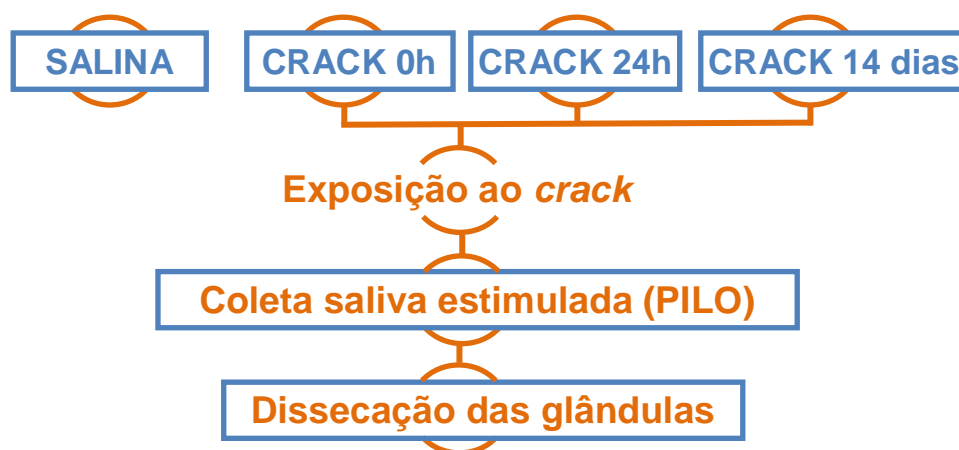 SALINA CRACK 0h CRACK 24h CRACK 14 dias
Exposição ao crack
Coleta saliva estimulada (PILO)
Dissecação das glândulas